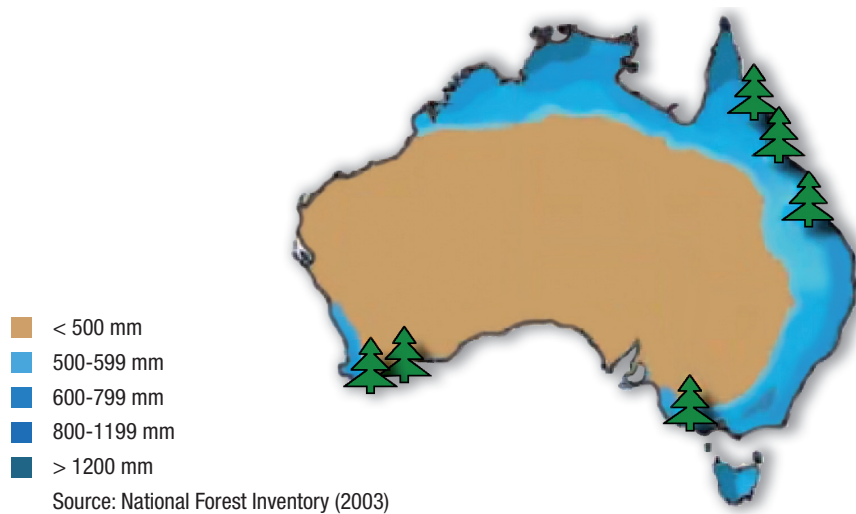 < 500 mm
500-599 mm
600-799 mm
800-1199 mm
> 1200 mm
Source: National Forest Inventory (2003)